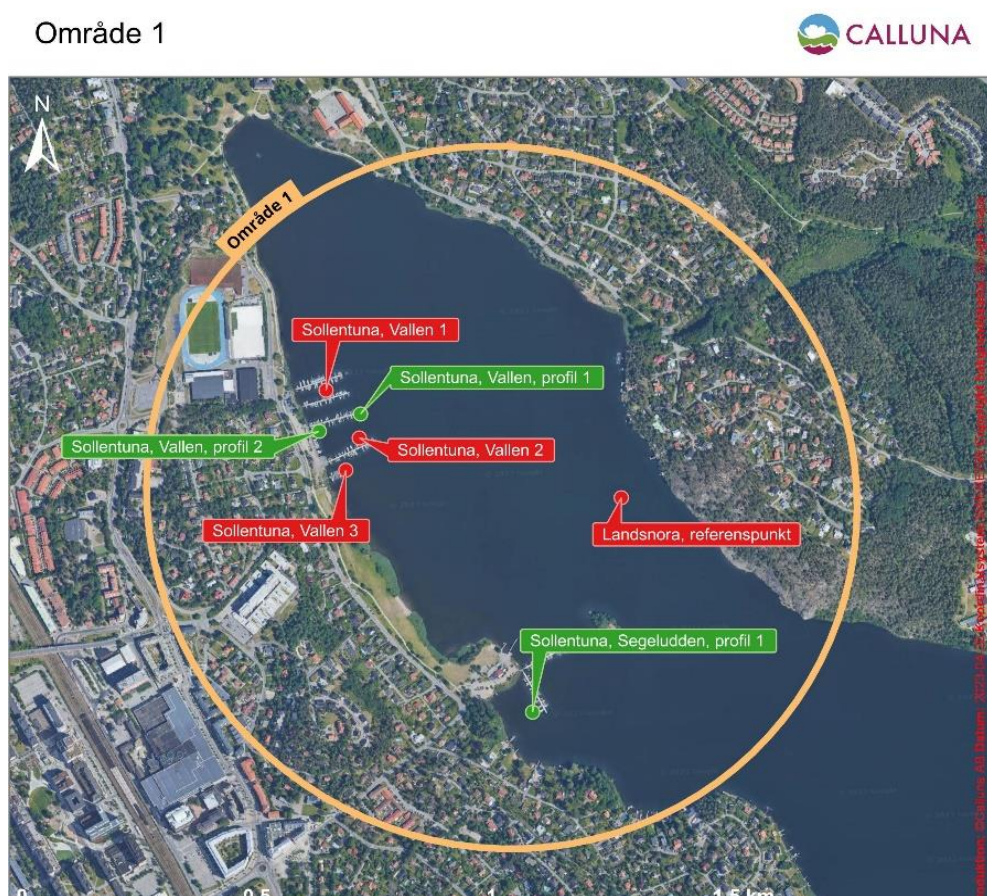 Område 1
CALLUNA
N
Område 1
Sollentuna, Vallen 1
Sollentuna, Vallen, profil 1
Sollentuna, Vallen, profil 2
Sollentuna, Vallen 2
Sollentuna, Vallen 3
Landsnora, referenspunkt
Sollentuna, Segeludden, profil 1
0 0.5 1 1.5 km